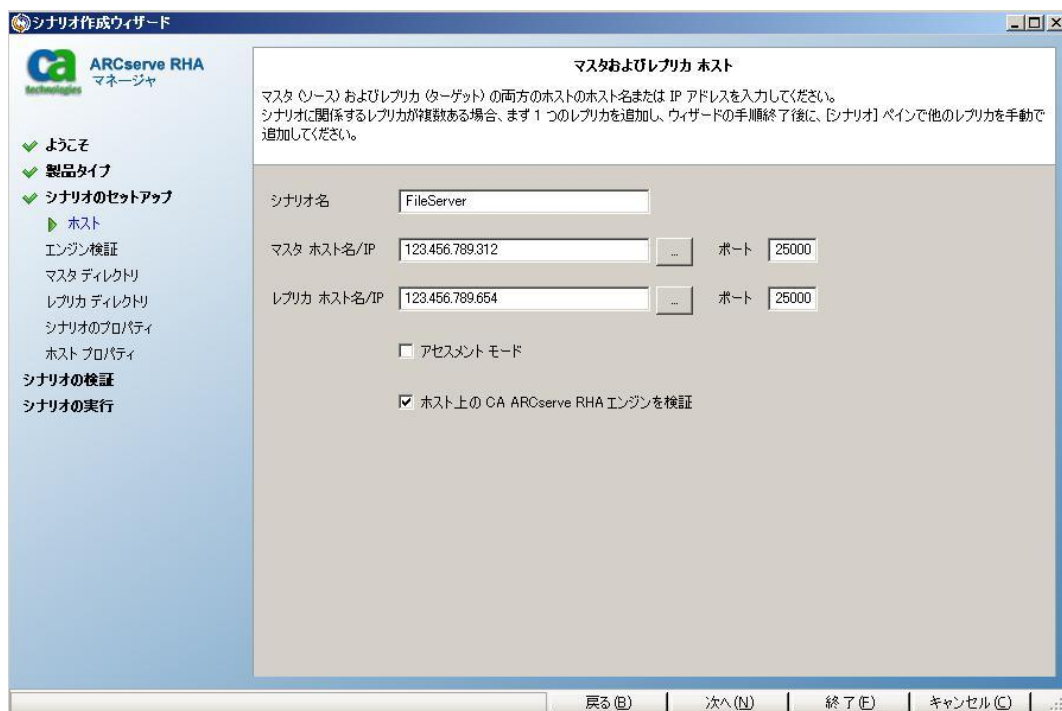 シナリオ作成ウィザード
ca
technologies
ARCserve RHA
マネージャ
ようこそ
製品タイプ
シナリオのセットアップ
ホスト
エンジン検証
マスタ ディレクトリ
レプリカ ディレクトリ
シナリオのプロパティ
ホスト プロパティ
シナリオの検証
シナリオの実行
マスタおよびレプリカ ホスト
マスタ (ソース) およびレプリカ (ターゲット) の両方のホストのホスト名または IP アドレスを入力してください。
シナリオに関係するレプリカが複数ある場合、まず 1 つのレプリカを追加し、ウィザードの手順終了後に、[シナリオ] ペインで他のレプリカを手動で
追加してください。
シナリオ名 FileServer
マスタ ホスト名/IP 123.456.789.312 ... ポート 25000
レプリカ ホスト名/IP 123.456.789.654 ... ポート 25000
アセスメント モード
ホスト上の CA ARCserve RHA エンジンを検証
戻る(B) 次へ(N) 終了(F) キャンセル(C)